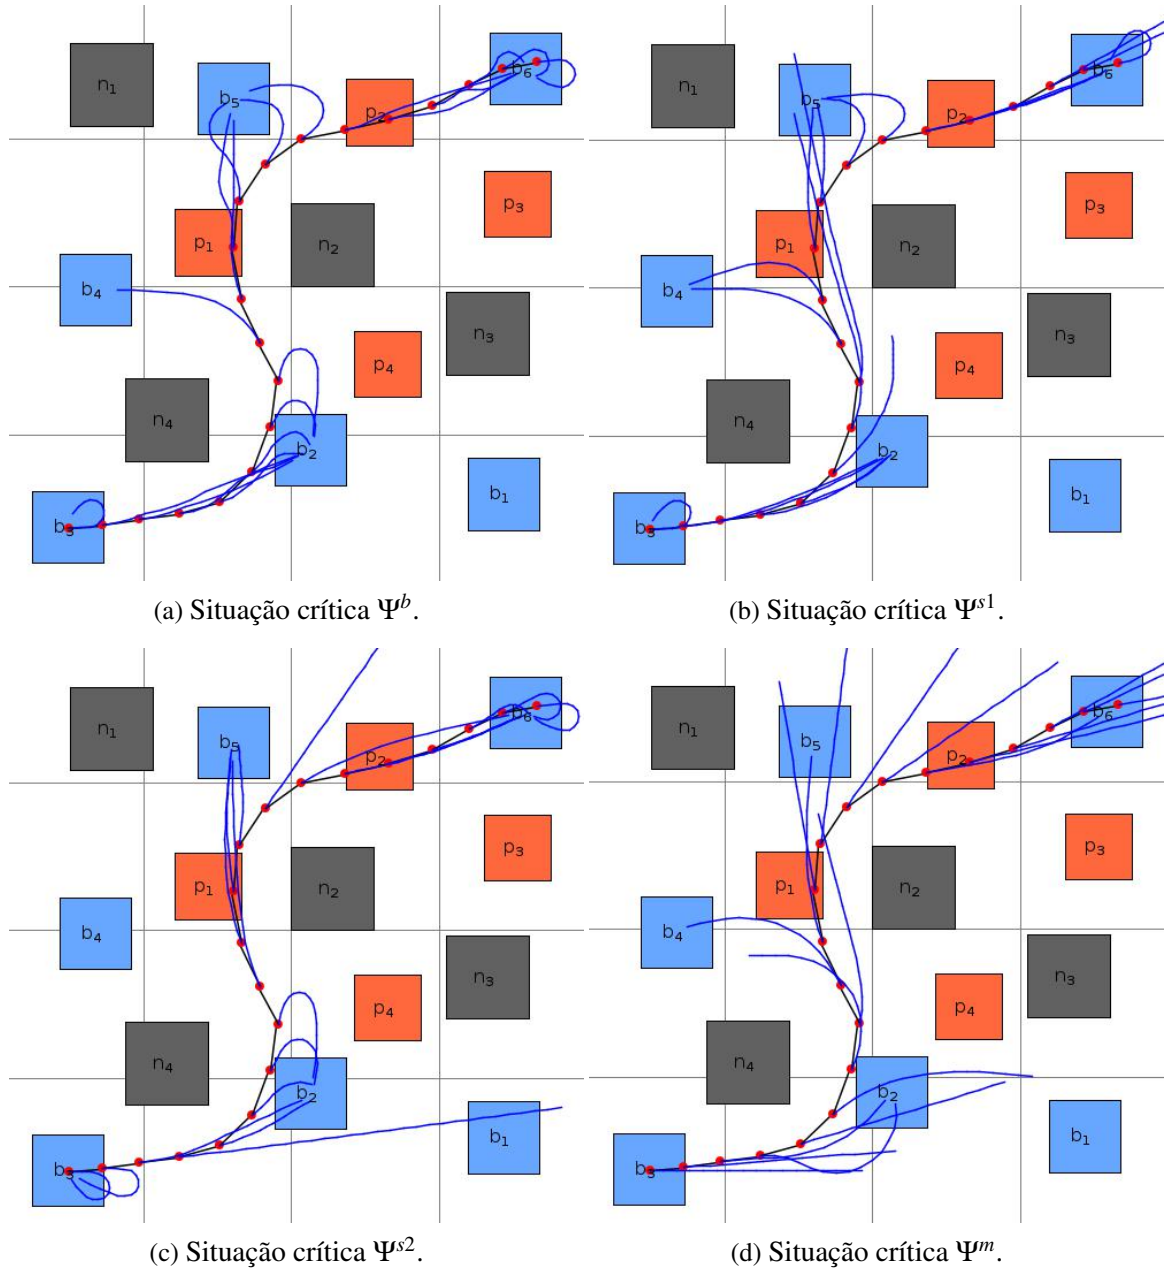 n₁
b₅
p₂
b₆
p₃
p₁
n₂
b₄
n₃
p₄
n₄
b₂
b₁
b₃
n₁
b₅
p₂
b₆
p₃
p₁
n₂
b₄
n₃
p₄
n₄
b₂
b₁
b₃
(a) Situação crítica Ψᵇ.
(b) Situação crítica Ψˢ¹.
n₁
b₅
p₂
b₆
p₃
p₁
n₂
b₄
n₃
p₄
n₄
b₂
b₁
b₃
n₁
b₅
p₂
b₆
p₃
p₁
n₂
b₄
n₃
p₄
n₄
b₂
b₁
b₃
(c) Situação crítica Ψˢ².
(d) Situação crítica Ψᵐ.